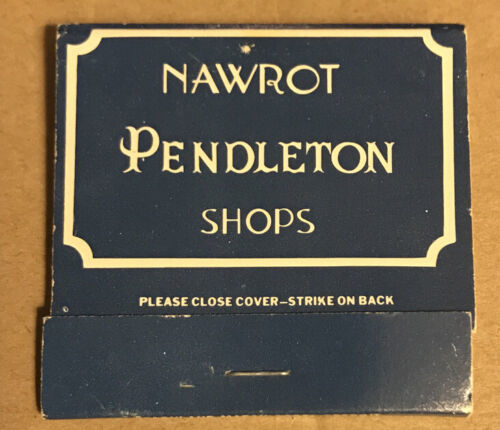 NAWROT
PENDLETON
SHOPS
PLEASE CLOSE COVER–STRIKE ON BACK